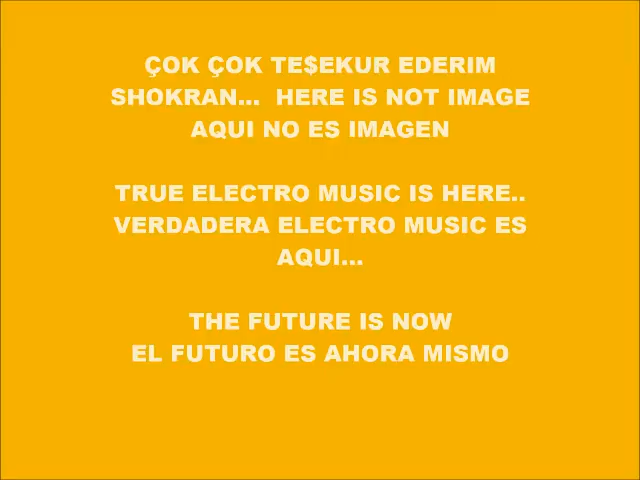 ÇOK ÇOK TE$EKUR EDERIM
SHOKRAN... HERE IS NOT IMAGE
AQUI NO ES IMAGEN
TRUE ELECTRO MUSIC IS HERE..
VERDADERA ELECTRO MUSIC ES
AQUI...
THE FUTURE IS NOW
EL FUTURO ES AHORA MISMO